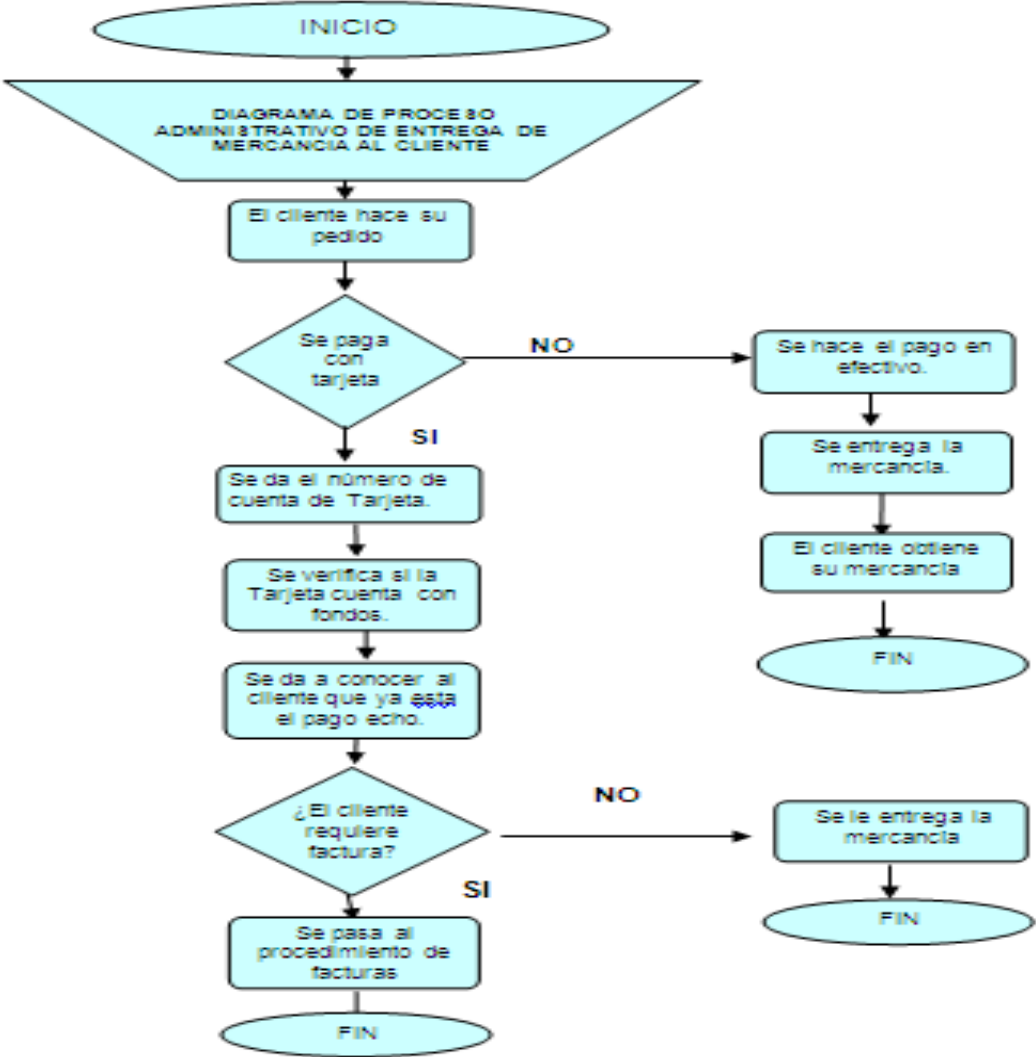 INICIO
DIAGRAMA DE PROCESO
ADMINISTRATIVO DE ENTREGA DE
MERCANCIA AL CLIENTE
El cliente hace su
pedido
Se paga
con
tarjeta
NO
Se hace el pago en
efectivo.
Se entrega la
mercancía.
El cliente obtiene
su mercancía
FIN
SI
Se da el número de
cuenta de Tarjeta.
Se verifica si la
Tarjeta cuenta con
fondos.
Se da a conocer al
cliente que ya esta
el pago echo.
¿El cliente
requiere
factura?
NO
Se le entrega la
mercancía
FIN
SI
Se pasa al
procedimiento de
facturas
FIN